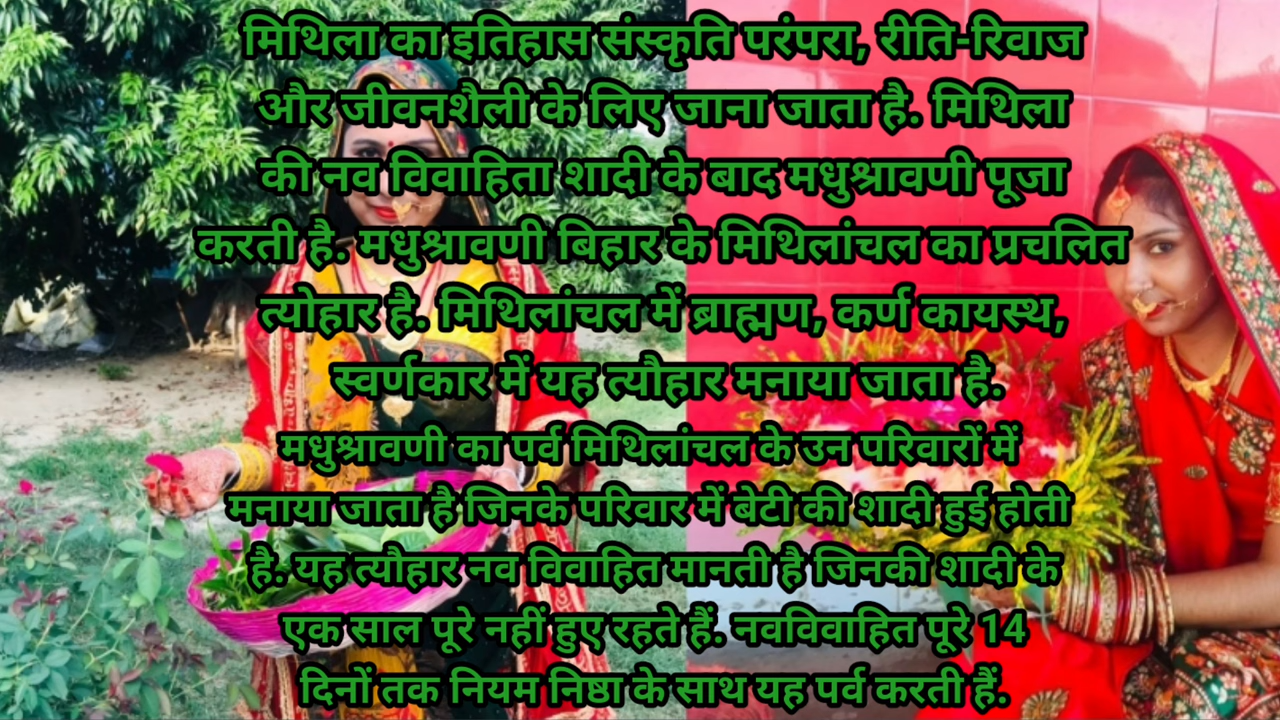 मिथिला का इतिहास संस्कृति परंपरा, रीति-रिवाज
और जीवनशैली के लिए जाना जाता है. मिथिला
की नव विवाहिता शादी के बाद मधुश्रावणी पूजा
करती है. मधुश्रावणी बिहार के मिथिलांचल का प्रचलित
त्योहार है. मिथिलांचल में ब्राह्मण, कर्ण कायस्थ,
स्वर्णकार में यह त्यौहार मनाया जाता है.
मधुश्रावणी का पर्व मिथिलांचल के उन परिवारों में
मनाया जाता है जिनके परिवार में बेटी की शादी हुई होती
है. यह त्यौहार नव विवाहित मानती है जिनकी शादी के
एक साल पूरे नहीं हुए रहते हैं. नवविवाहित पूरे 14
दिनों तक नियम निष्ठा के साथ यह पर्व करती हैं.